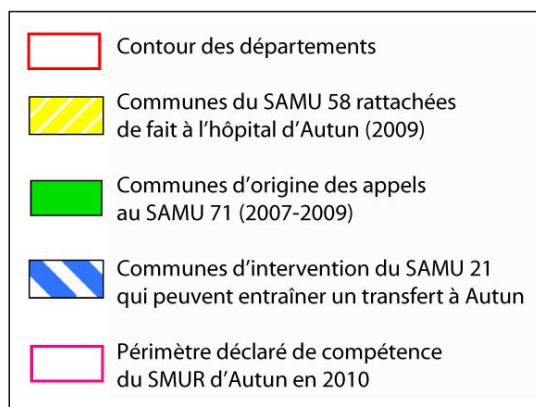 Contour des départements
Communes du SAMU 58 rattachées
de fait à l’hôpital d’Autun (2009)
Communes d’origine des appels
au SAMU 71 (2007-2009)
Communes d’intervention du SAMU 21
qui peuvent entraîner un transfert à Autun
Périmètre déclaré de compétence
du SMUR d’Autun en 2010